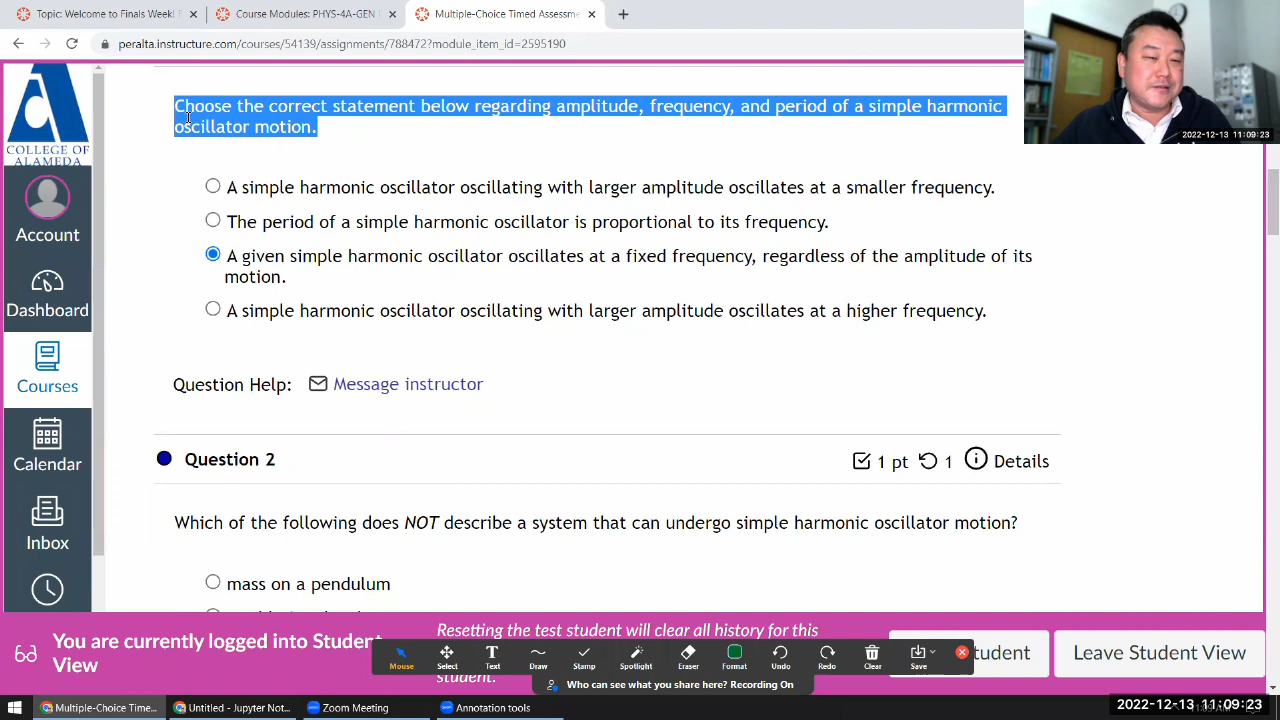 Topic: Welcome to Finals Week!
Course Modules: PHYS-4A-GEN
Multiple-Choice Timed Assessm
peralta.instructure.com/courses/54139/assignments/788472?module_item_id=2595190
2022-12-13 11:09:23
COLLEGE OF
ALAMEDA
Account
Dashboard
Courses
Calendar
Inbox
Choose the correct statement below regarding amplitude, frequency, and period of a simple harmonic
oscillator motion.
A simple harmonic oscillator oscillating with larger amplitude oscillates at a smaller frequency.
The period of a simple harmonic oscillator is proportional to its frequency.
A given simple harmonic oscillator oscillates at a fixed frequency, regardless of the amplitude of its
motion.
A simple harmonic oscillator oscillating with larger amplitude oscillates at a higher frequency.
Question Help: Message instructor
Question 2
1 pt 1 Details
Which of the following does NOT describe a system that can undergo simple harmonic oscillator motion?
mass on a pendulum
You are currently logged into Student
View
Resetting the test student will clear all history for this
student.
tudent
Leave Student View
Mouse Select Text Draw Stamp Spotlight Eraser Format Undo Redo Clear Save
Who can see what you share here? Recording On
Multiple-Choice Time...
Untitled - Jupyter Not...
Zoom Meeting
Annotation tools
2022-12-13 11:09:23